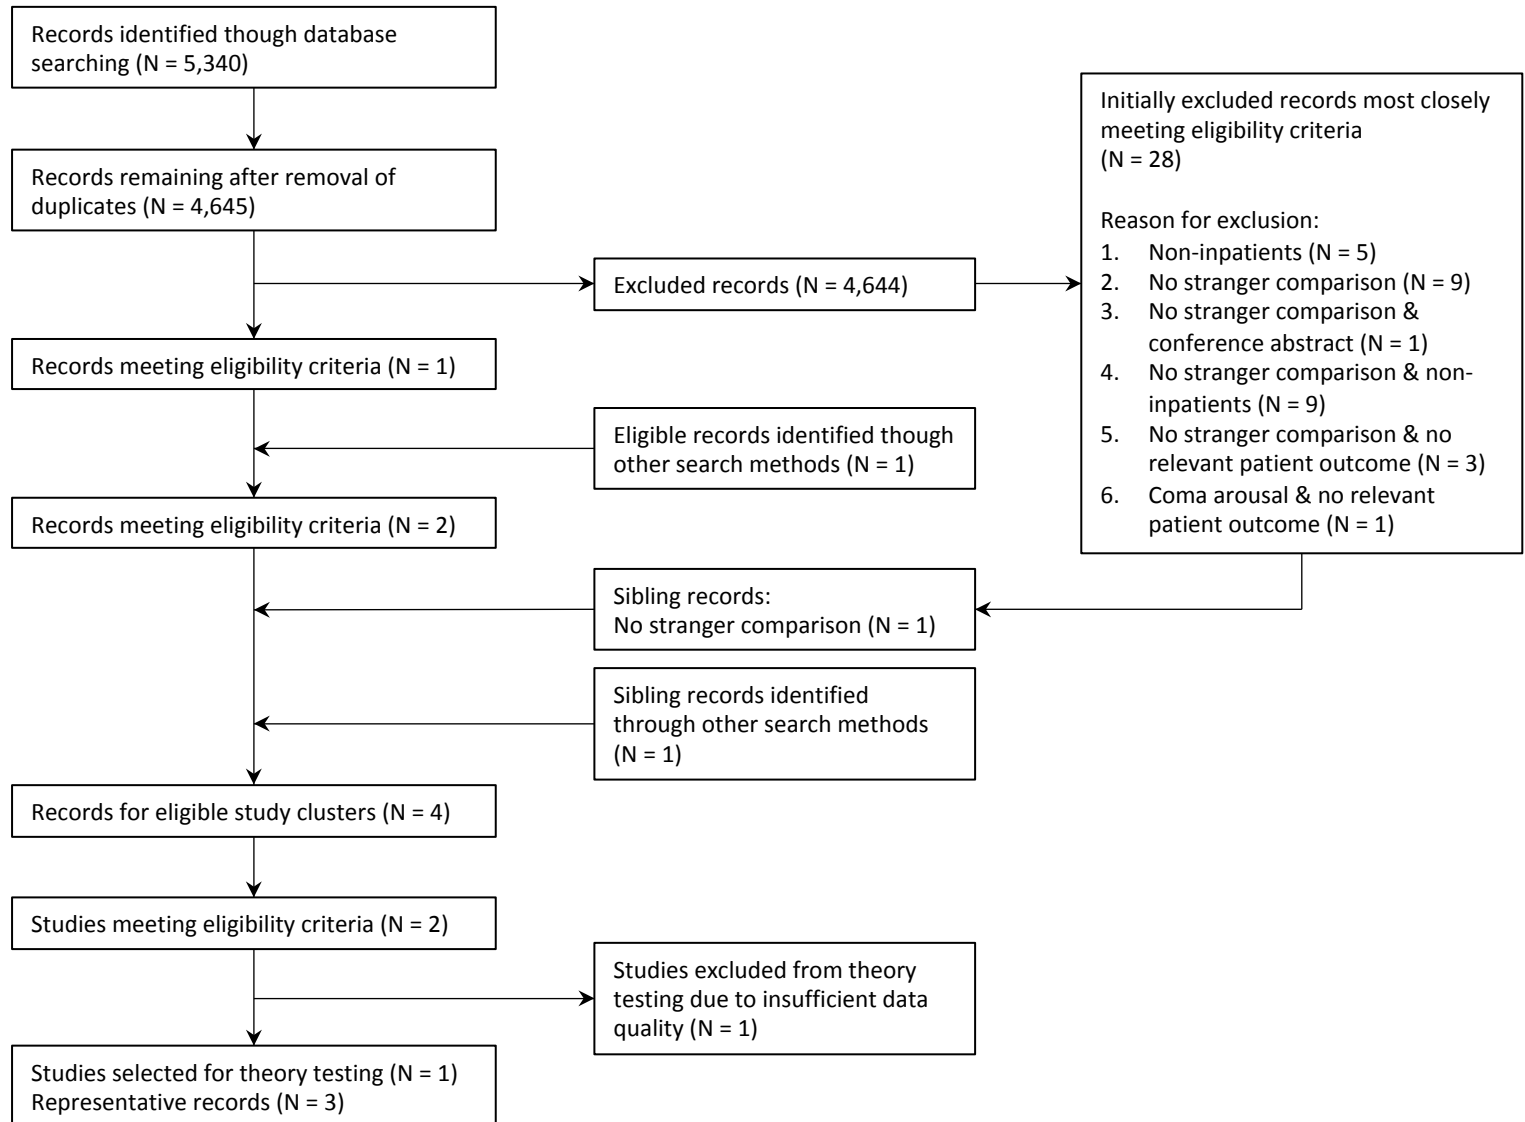 Records identified though database
searching (N = 5,340)
Records remaining after removal of
duplicates (N = 4,645)
Excluded records (N = 4,644)
Initially excluded records most closely
meeting eligibility criteria
(N = 28)
Reason for exclusion:
1. Non-inpatients (N = 5)
2. No stranger comparison (N = 9)
3. No stranger comparison &
conference abstract (N = 1)
4. No stranger comparison & non-
inpatients (N = 9)
5. No stranger comparison & no
relevant patient outcome (N = 3)
6. Coma arousal & no relevant
patient outcome (N = 1)
Records meeting eligibility criteria (N = 1)
Eligible records identified though
other search methods (N = 1)
Records meeting eligibility criteria (N = 2)
Sibling records:
No stranger comparison (N = 1)
Sibling records identified
through other search methods
(N = 1)
Records for eligible study clusters (N = 4)
Studies meeting eligibility criteria (N = 2)
Studies excluded from theory
testing due to insufficient data
quality (N = 1)
Studies selected for theory testing (N = 1)
Representative records (N = 3)